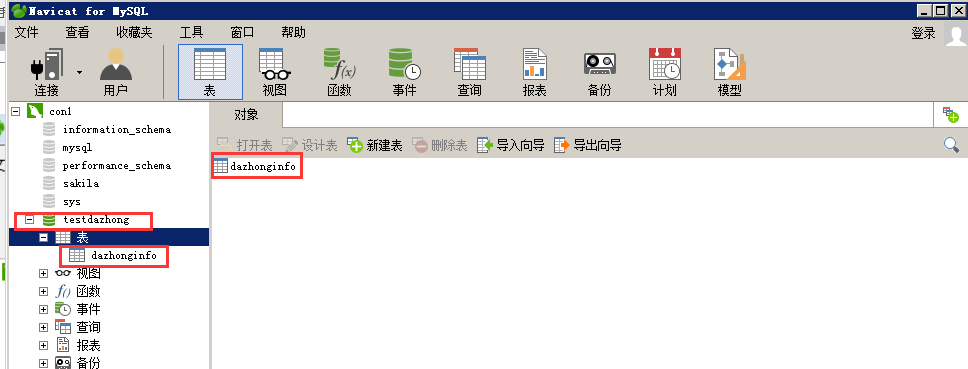 Navicat for MySQL
文件 查看 收藏夹 工具 窗口 帮助 登录
连接 用户 表 视图 函数 事件 查询 报表 备份 计划 模型
con1
information_schema
mysql
performance_schema
sakila
sys
testdazhong
表
dazhonginfo
视图
函数
事件
查询
报表
备份
对象
打开表 设计表 新建表 删除表 导入向导 导出向导
dazhonginfo